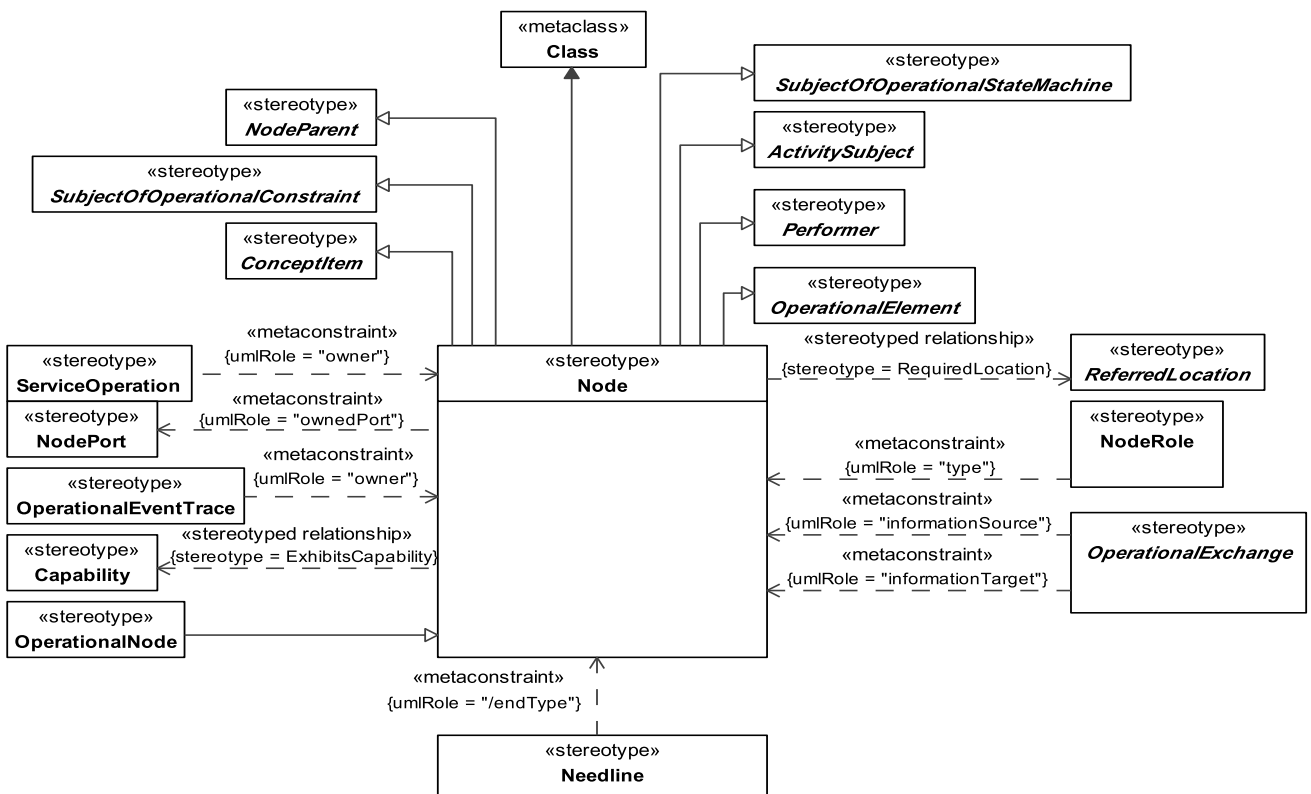 «metaclass»
Class
«stereotype»
SubjectOfOperationalStateMachine
«stereotype»
NodeParent
«stereotype»
ActivitySubject
«stereotype»
SubjectOfOperationalConstraint
«stereotype»
Performer
«stereotype»
ConceptItem
«stereotype»
OperationalElement
«metaconstraint»
{umlRole = "owner"}
«stereotyped relationship»
{stereotype = RequiredLocation}
«stereotype»
ServiceOperation
«stereotype»
Node
«stereotype»
ReferredLocation
«metaconstraint»
{umlRole = "ownedPort"}
«stereotype»
NodePort
«stereotype»
NodeRole
«metaconstraint»
{umlRole = "type"}
«metaconstraint»
{umlRole = "owner"}
«stereotype»
OperationalEventTrace
«metaconstraint»
{umlRole = "informationSource"}
«stereotype»
OperationalExchange
«stereotyped relationship»
{stereotype = ExhibitsCapability}
«stereotype»
Capability
«metaconstraint»
{umlRole = "informationTarget"}
«stereotype»
OperationalNode
«metaconstraint»
{umlRole = "/endType"}
«stereotype»
Needline